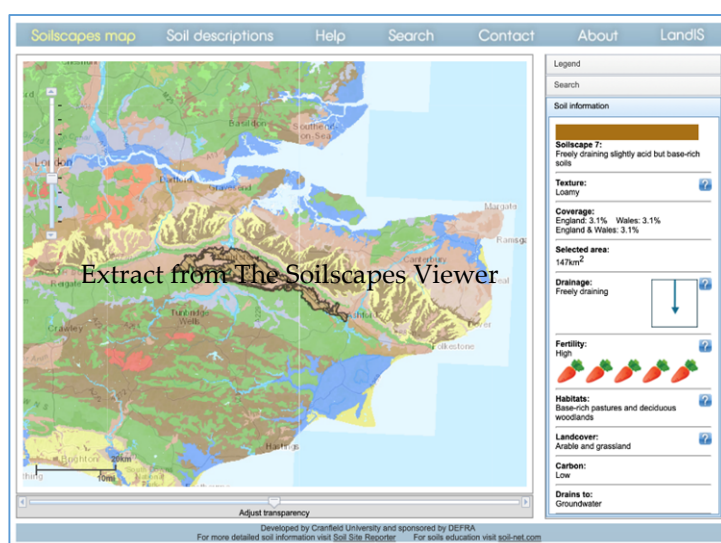 Soilscapes map Soil descriptions Help Search Contact About LandIS
Legend
Search
Soil information
Soilscape 7:
Freely draining slightly acid but base-rich
soils
Texture:
Loamy
Coverage:
England: 3.1% Wales: 3.1%
England & Wales: 3.1%
Selected area:
147km2
Drainage:
Freely draining
Fertility:
High
Habitats:
Base-rich pastures and deciduous
woodlands
Landcover:
Arable and grassland
Carbon:
Low
Drains to:
Groundwater
Basildon
Southend-
on-Sea
London
Dartford
Gravesend
Margate
Canterbury
Extract from The Soilscapes Viewer
Reigate
Ashford
Dover
Crawley
Tunbridge
Wells
Folkestone
Hastings
Brighton
20km
10mi
Adjust transparency
Developed by Cranfield University and sponsored by DEFRA
For more detailed soil information visit Soil Site Reporter For soils education visit soil-net.com